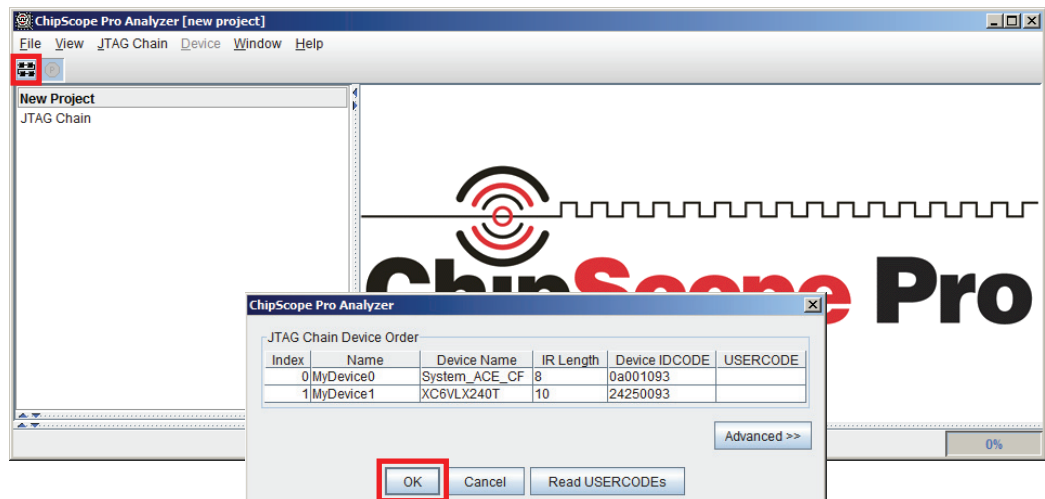 ChipScope Pro Analyzer [new project]
File View JTAG Chain Device Window Help
New Project
JTAG Chain
ChipScope Pro
ChipScope Pro Analyzer
JTAG Chain Device Order
Index Name Device Name IR Length Device IDCODE USERCODE
0 MyDevice0 System_ACE_CF 8 0a001093
1 MyDevice1 XC6VLX240T 10 24250093
Advanced >>
0%
OK Cancel Read USERCODEs